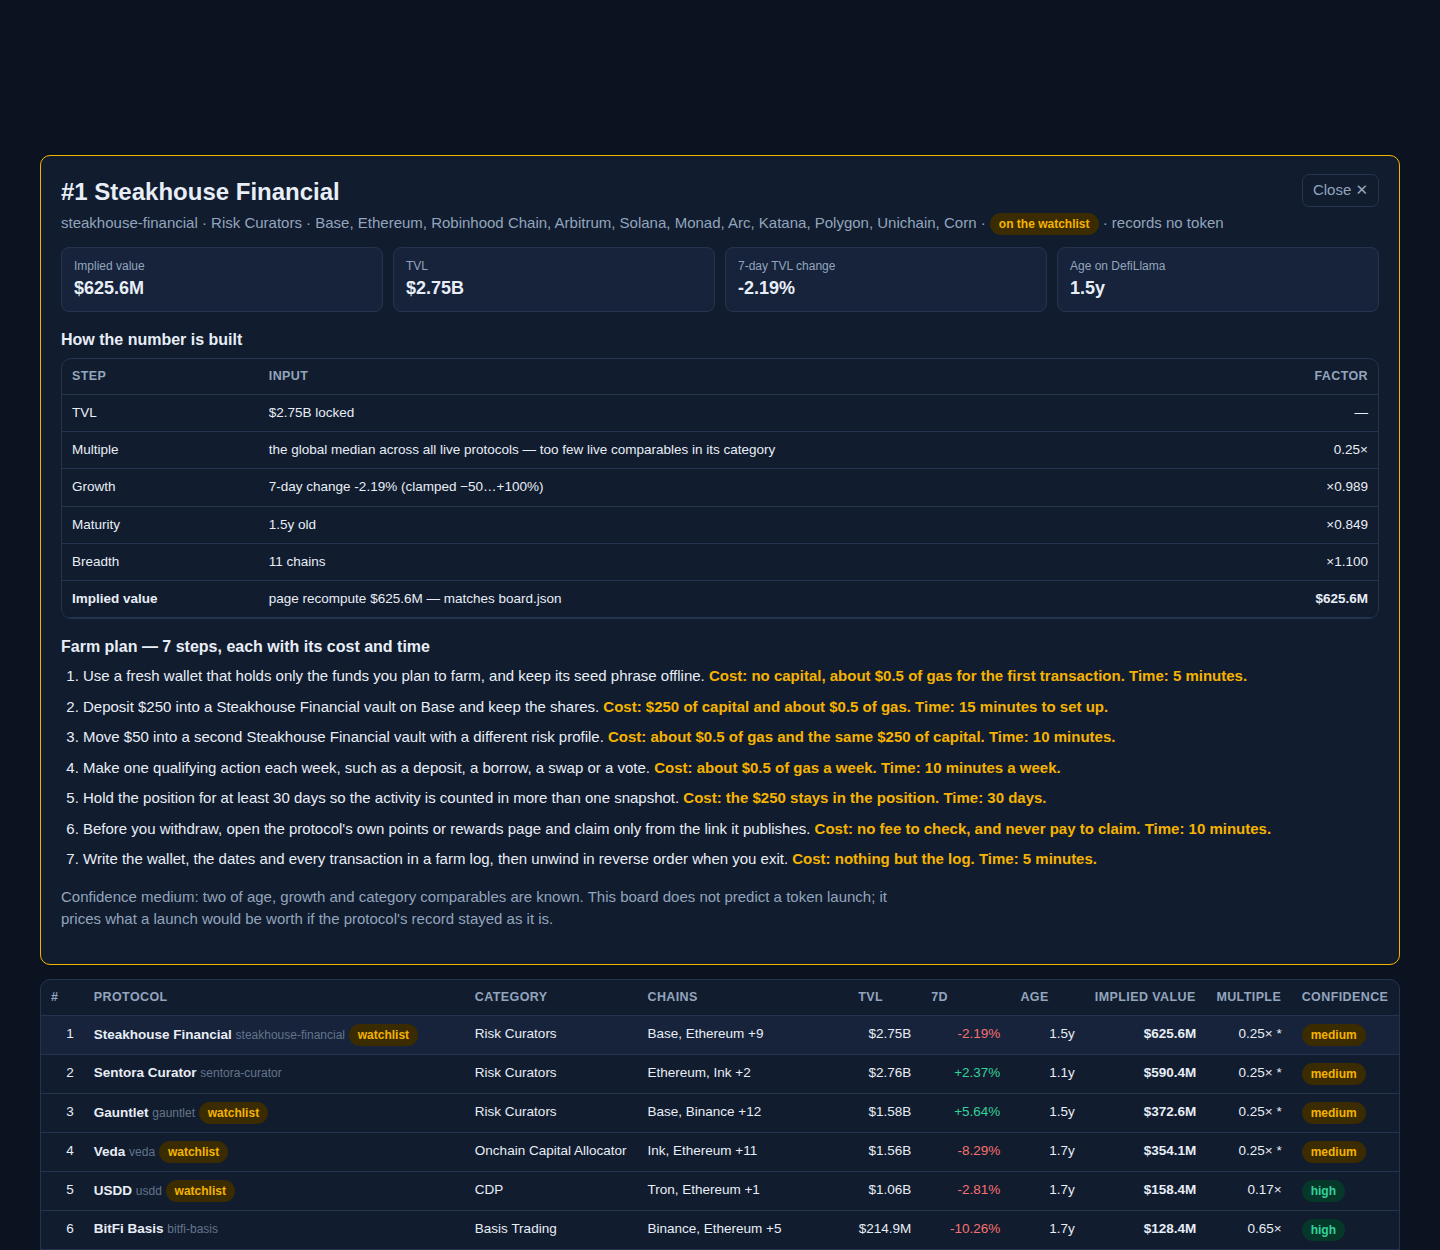 #1 Steakhouse Financial
Close ✕
steakhouse-financial · Risk Curators · Base, Ethereum, Robinhood Chain, Arbitrum, Solana, Monad, Arc, Katana, Polygon, Unichain, Corn · on the watchlist · records no token
Implied value
$625.6M
TVL
$2.75B
7-day TVL change
-2.19%
Age on DefiLlama
1.5y
How the number is built
STEP INPUT FACTOR
TVL $2.75B locked —
Multiple the global median across all live protocols — too few live comparables in its category 0.25×
Growth 7-day change -2.19% (clamped −50…+100%) ×0.989
Maturity 1.5y old ×0.849
Breadth 11 chains ×1.100
Implied value page recompute $625.6M — matches board.json $625.6M
Farm plan — 7 steps, each with its cost and time
1. Use a fresh wallet that holds only the funds you plan to farm, and keep its seed phrase offline. Cost: no capital, about $0.5 of gas for the first transaction. Time: 5 minutes.
2. Deposit $250 into a Steakhouse Financial vault on Base and keep the shares. Cost: $250 of capital and about $0.5 of gas. Time: 15 minutes to set up.
3. Move $50 into a second Steakhouse Financial vault with a different risk profile. Cost: about $0.5 of gas and the same $250 of capital. Time: 10 minutes.
4. Make one qualifying action each week, such as a deposit, a borrow, a swap or a vote. Cost: about $0.5 of gas a week. Time: 10 minutes a week.
5. Hold the position for at least 30 days so the activity is counted in more than one snapshot. Cost: the $250 stays in the position. Time: 30 days.
6. Before you withdraw, open the protocol's own points or rewards page and claim only from the link it publishes. Cost: no fee to check, and never pay to claim. Time: 10 minutes.
7. Write the wallet, the dates and every transaction in a farm log, then unwind in reverse order when you exit. Cost: nothing but the log. Time: 5 minutes.
Confidence medium: two of age, growth and category comparables are known. This board does not predict a token launch; it
prices what a launch would be worth if the protocol's record stayed as it is.
# PROTOCOL CATEGORY CHAINS TVL 7D AGE IMPLIED VALUE MULTIPLE CONFIDENCE
1 Steakhouse Financial steakhouse-financial watchlist Risk Curators Base, Ethereum +9 $2.75B -2.19% 1.5y $625.6M 0.25× * medium
2 Sentora Curator sentora-curator Risk Curators Ethereum, Ink +2 $2.76B +2.37% 1.1y $590.4M 0.25× * medium
3 Gauntlet gauntlet watchlist Risk Curators Base, Binance +12 $1.58B +5.64% 1.5y $372.6M 0.25× * medium
4 Veda veda watchlist Onchain Capital Allocator Ink, Ethereum +11 $1.56B -8.29% 1.7y $354.1M 0.25× * medium
5 USDD usdd watchlist CDP Tron, Ethereum +1 $1.06B -2.81% 1.7y $158.4M 0.17× high
6 BitFi Basis bitfi-basis Basis Trading Binance, Ethereum +5 $214.9M -10.26% 1.7y $128.4M 0.65× high